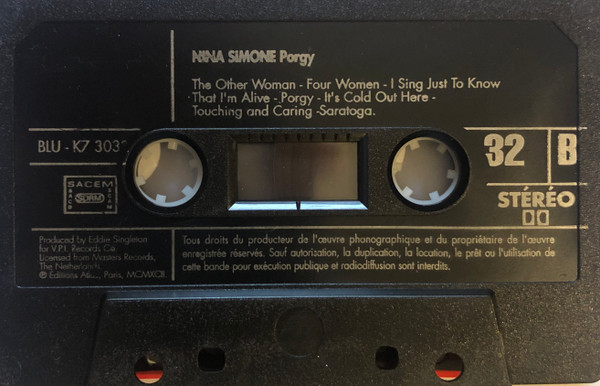 NINA SIMONE Porgy
The Other Woman - Four Women - I Sing Just To Know
That I'm Alive - Porgy - It's Cold Out Here -
Touching and Caring -Saratoga.
BLU - K7 303
32 B
SACEM
SDRM
STÉRÉO
Produced by Eddie Singleton
for V.P.I. Records Co.
Licensed from Masters Records,
The Netherlands.
℗ Editions Paris,
Tous droits du producteur de l'œuvre phonographique et du propriétaire de l'œuvre
enregistrée réservés. Sauf autorisation, la duplication, la location, le prêt ou l'utilisation de
cette bande pour exécution publique et radiodiffusion sont interdits.